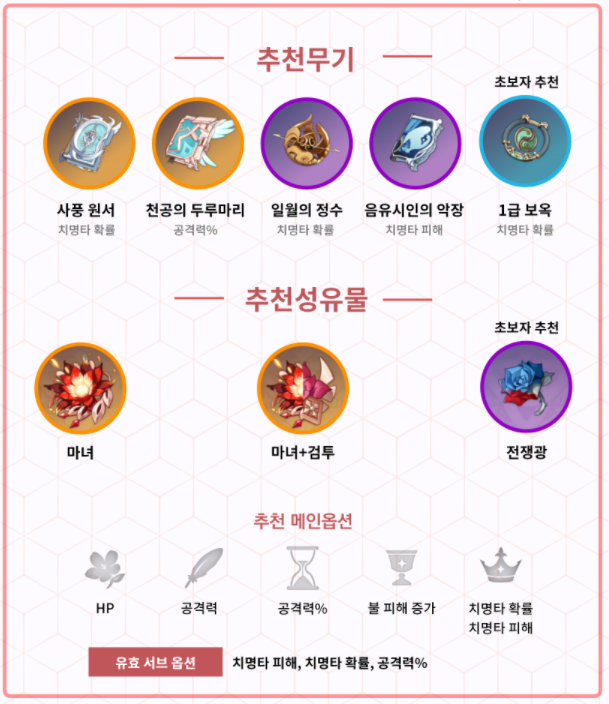 추천무기
초보자 추천
사풍 원서
천공의 두루마리
일월의 정수
음유시인의 악장
1급 보옥
치명타 확률
공격력%
치명타 확률
치명타 피해
치명타 확률
추천성유물
초보자 추천
마녀
마녀+검투
전쟁광
추천 메인옵션
HP
공격력
공격력%
불 피해 증가
치명타 확률
치명타 피해
유효 서브 옵션
치명타 피해, 치명타 확률, 공격력%